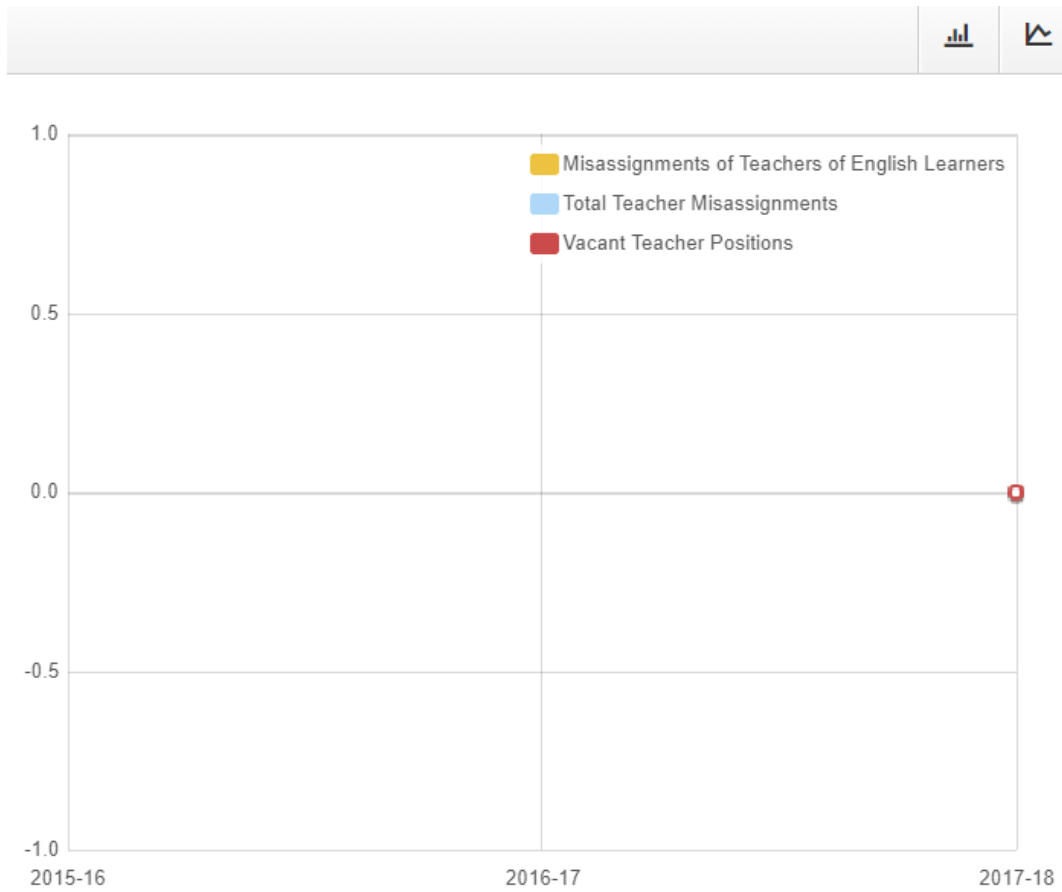 1.0
Misassignments of Teachers of English Learners
Total Teacher Misassignments
Vacant Teacher Positions
0.5
0.0
-0.5
-1.0
2015-16 2016-17 2017-18